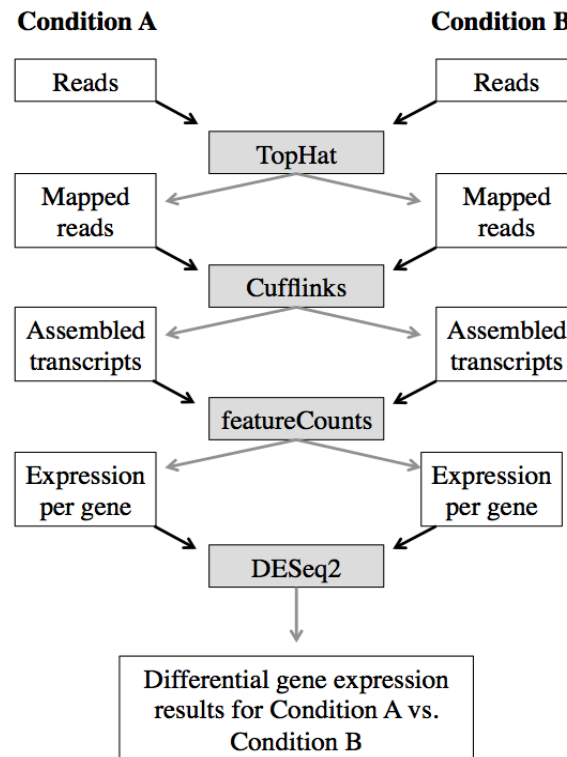 Condition A
Condition B
Reads
Reads
TopHat
Mapped
reads
Mapped
reads
Cufflinks
Assembled
transcripts
Assembled
transcripts
featureCounts
Expression
per gene
Expression
per gene
DESeq2
Differential gene expression
results for Condition A vs.
Condition B